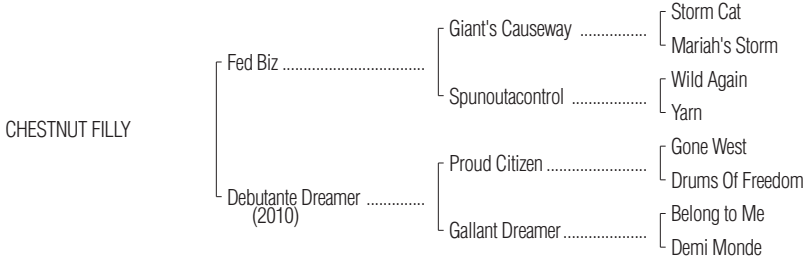 CHESTNUT FILLY
Fed Biz ................................
Debutante Dreamer .............
(2010)
Giant's Causeway ...............
Spunoutacontrol .................
Proud Citizen .......................
Gallant Dreamer...................
Storm Cat
Mariah's Storm
Wild Again
Yarn
Gone West
Drums Of Freedom
Belong to Me
Demi Monde